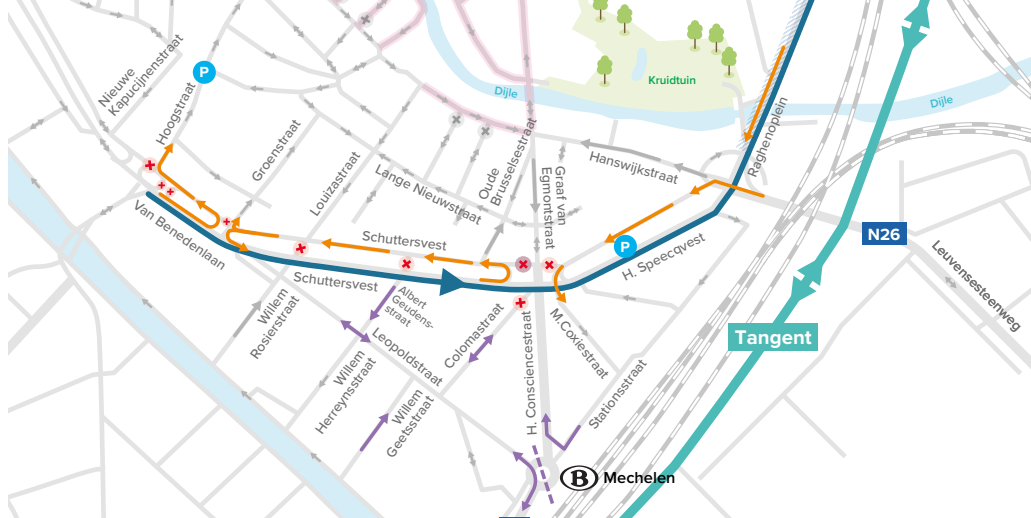 Nieuwe
Kapucijnenstraat
Hoogstraat
P
Groenstraat
Louizastraat
Lange Nieuwstraat
Oude
Brusselsestraat
Graaf van
Egmontstraat
Hanswijkstraat
Raghenoplein
Kruidtuin
Dijle
Dijle
N26
Leuvensesteenweg
Tangent
P
H. Speecqvest
Schuttersvest
Van Benedenlaan
Schuttersvest
Willem
Rosierstraat
Albert
Geudens-
straat
Leopoldstraat
Colomastraat
Willem
Herreynsstraat
Willem
Geetsstraat
H. Consciencestraat
M.Coxiestraat
Stationsstraat
B
Mechelen